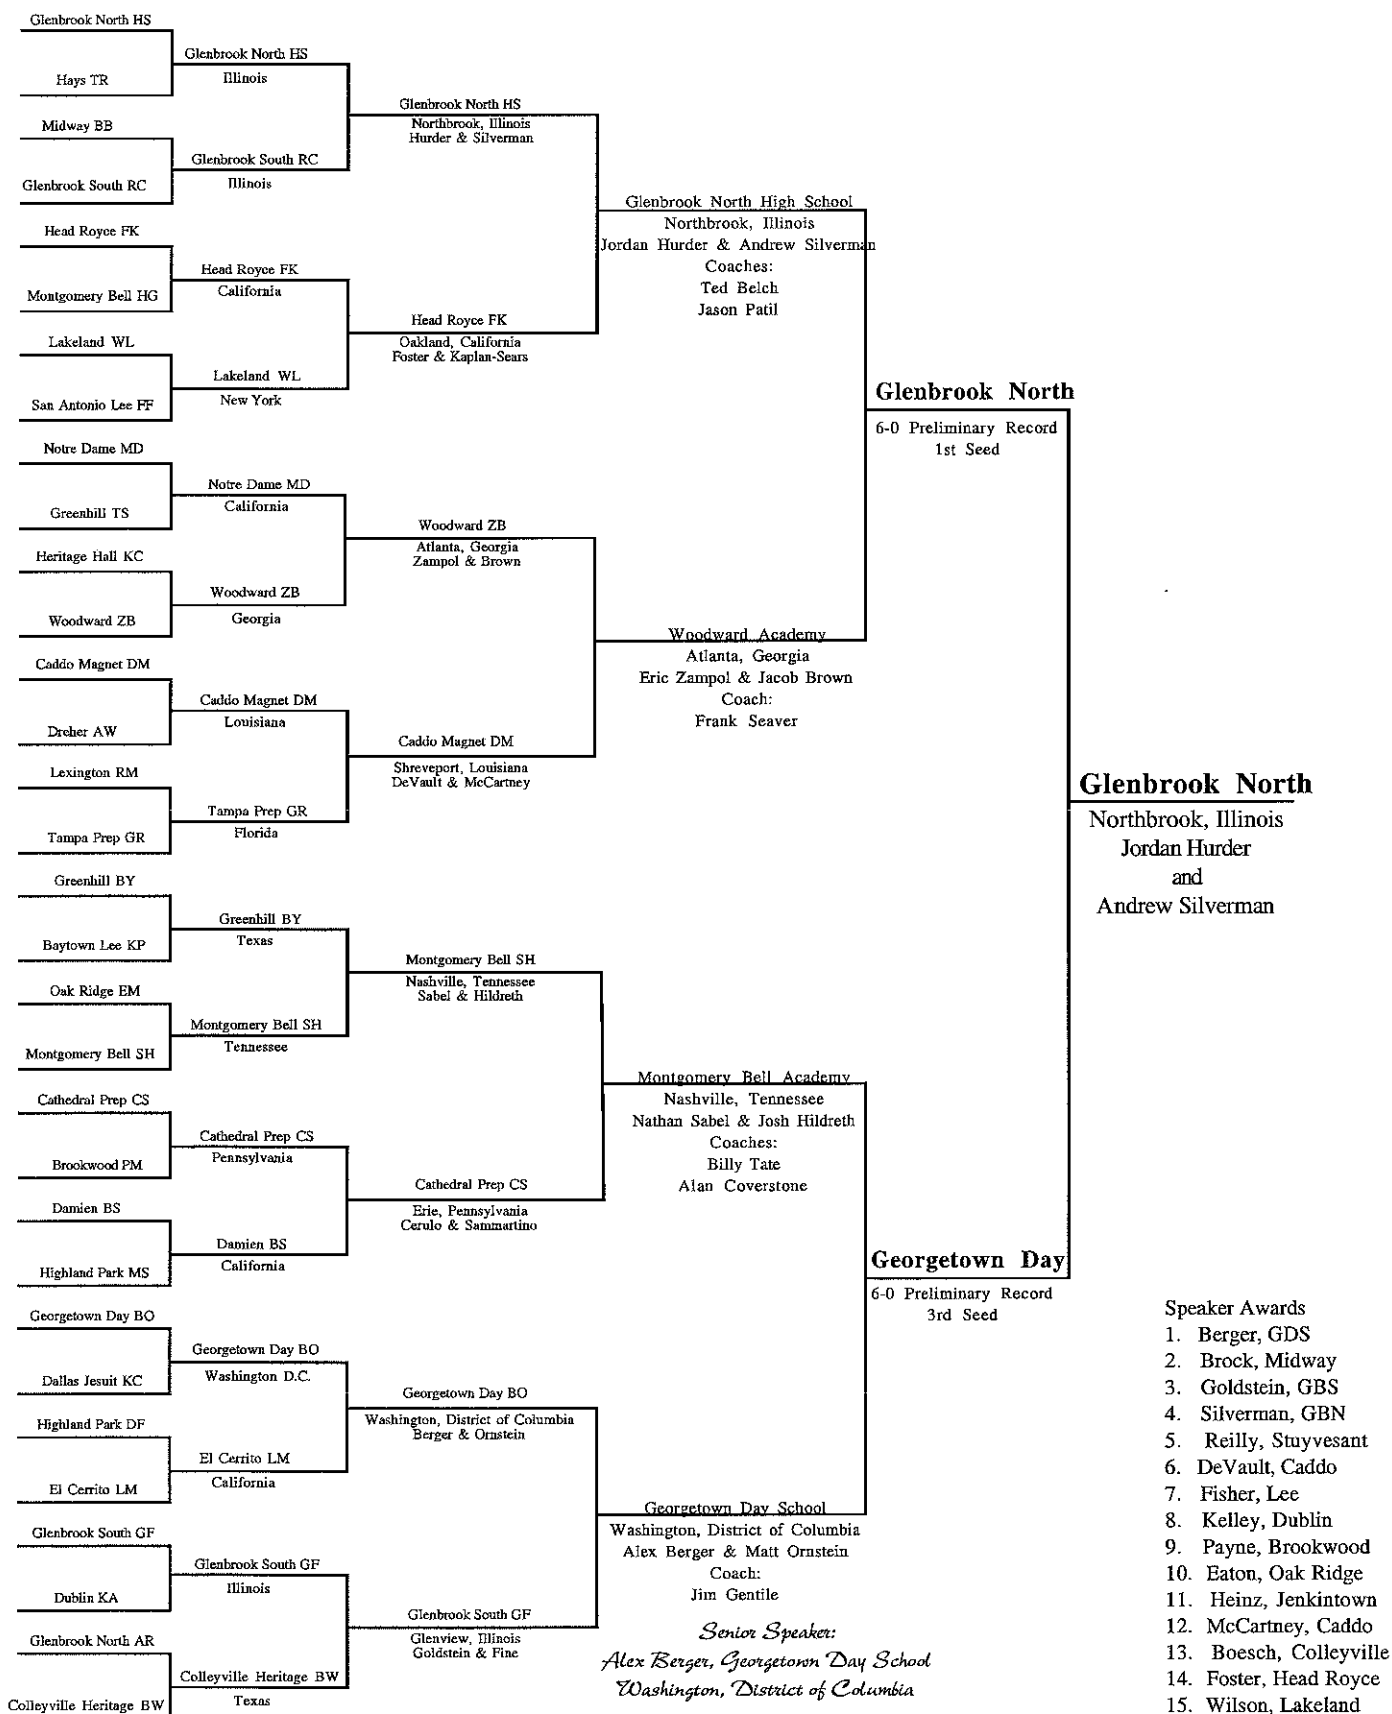 Glenbrook North HS
Hays TR
Midway BB
Glenbrook South RC
Head Royce FK
Montgomery Bell HG
Lakeland WL
San Antonio Lee FF
Notre Dame MD
Greenhill TS
Heritage Hall KC
Woodward ZB
Caddo Magnet DM
Dreher AW
Lexington RM
Tampa Prep GR
Greenhill BY
Baytown Lee KP
Oak Ridge EM
Montgomery Bell SH
Cathedral Prep CS
Brookwood PM
Damien BS
Highland Park MS
Georgetown Day BO
Dallas Jesuit KC
Highland Park DF
El Cerrito LM
Glenbrook South GF
Dublin KA
Glenbrook North AR
Colleyville Heritage BW
Glenbrook North HS
Illinois
Glenbrook South RC
Illinois
Head Royce FK
California
Lakeland WL
New York
Notre Dame MD
California
Woodward ZB
Georgia
Caddo Magnet DM
Louisiana
Tampa Prep GR
Florida
Greenhill BY
Texas
Montgomery Bell SH
Tennessee
Cathedral Prep CS
Pennsylvania
Damien BS
California
Georgetown Day BO
Washington D.C.
El Cerrito LM
California
Glenbrook South GF
Illinois
Colleyville Heritage BW
Texas
Glenbrook North HS
Northbrook, Illinois
Hurder & Silverman
Head Royce FK
Oakland, California
Foster & Kaplan-Sears
Woodward ZB
Atlanta, Georgia
Zampol & Brown
Caddo Magnet DM
Shreveport, Louisiana
DeVault & McCartney
Montgomery Bell SH
Nashville, Tennessee
Sabel & Hildreth
Cathedral Prep CS
Erie, Pennsylvania
Cerulo & Sammartino
Georgetown Day BO
Washington, District of Columbia
Berger & Ornstein
Glenbrook South GF
Glenview, Illinois
Goldstein & Fine
Glenbrook North High School
Northbrook, Illinois
Jordan Hurder & Andrew Silverman
Coaches:
Ted Belch
Jason Patil
Woodward Academy
Atlanta, Georgia
Eric Zampol & Jacob Brown
Coach:
Frank Seaver
Montgomery Bell Academy
Nashville, Tennessee
Nathan Sabel & Josh Hildreth
Coaches:
Billy Tate
Alan Coverstone
Georgetown Day School
Washington, District of Columbia
Alex Berger & Matt Ornstein
Coach:
Jim Gentile
Senior Speaker:
Alex Berger, Georgetown Day School
Washington, District of Columbia
Glenbrook North
6-0 Preliminary Record
1st Seed
Georgetown Day
6-0 Preliminary Record
3rd Seed
Glenbrook North
Northbrook, Illinois
Jordan Hurder
and
Andrew Silverman
Speaker Awards
1. Berger, GDS
2. Brock, Midway
3. Goldstein, GBS
4. Silverman, GBN
5. Reilly, Stuyvesant
6. DeVault, Caddo
7. Fisher, Lee
8. Kelley, Dublin
9. Payne, Brookwood
10. Eaton, Oak Ridge
11. Heinz, Jenkintown
12. McCartney, Caddo
13. Boesch, Colleyville
14. Foster, Head Royce
15. Wilson, Lakeland